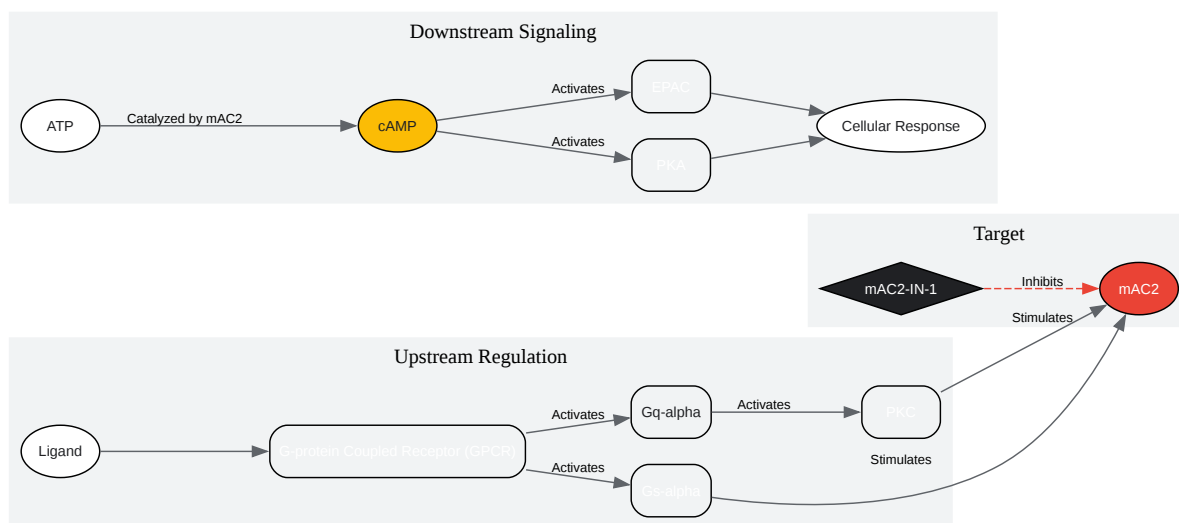 Downstream Signaling
ATP
Catalyzed by mAC2
cAMP
Activates
EPAC
Activates
PKA
Cellular Response
Target
mAC2-IN-1
Inhibits
mAC2
Stimulates
Upstream Regulation
Ligand
G-protein Coupled Receptor (GPCR)
Activates
Gq-alpha
Activates
PKC
Activates
Gs-alpha
Stimulates